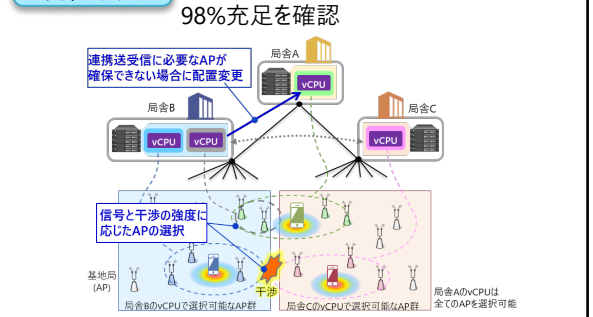 98%充足を確認
局舎A
連携送受信に必要なAPが
確保できない場合に配置変更
vCPU
局舎B
局舎C
vCPU
vCPU
vCPU
信号と干渉の強度に
応じたAPの選択
基地局
(AP)
干渉
局舎BのvCPUで選択可能なAP群
局舎CのvCPUで選択可能なAP群
局舎AのvCPUは
全てのAPを選択可能